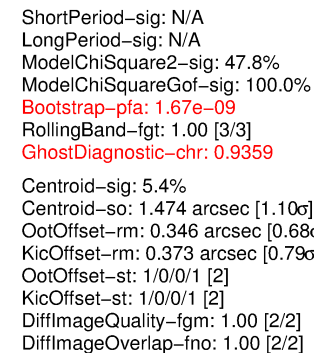 ShortPeriod−sig: N/A
LongPeriod−sig: N/A
ModelChiSquare2−sig: 47.8%
ModelChiSquareGof−sig: 100.0%
Bootstrap−pfa: 1.67e−09
RollingBand−fgt: 1.00 [3/3]
GhostDiagnostic−chr: 0.9359
Centroid−sig: 5.4%
Centroid−so: 1.474 arcsec [1.10σ]
OotOffset−rm: 0.346 arcsec [0.68σ
KicOffset−rm: 0.373 arcsec [0.79σ
OotOffset−st: 1/0/0/1 [2]
KicOffset−st: 1/0/0/1 [2]
DiffImageQuality−fgm: 1.00 [2/2]
DiffImageOverlap−fno: 1.00 [2/2]